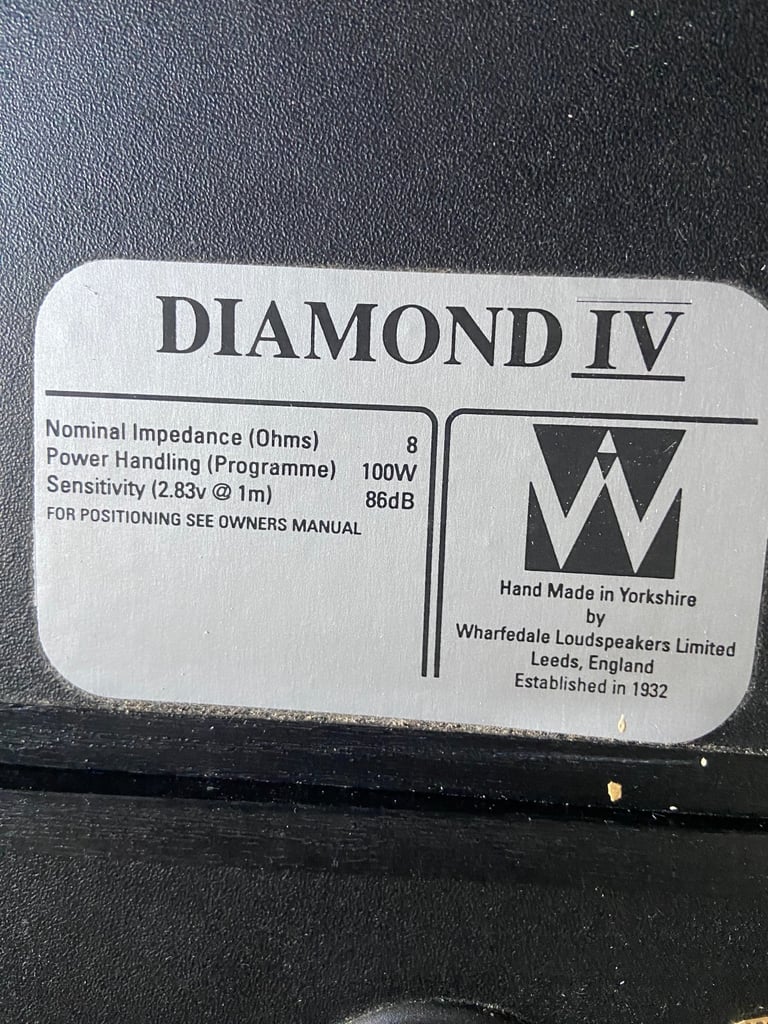 DIAMOND IV
Nominal Impedance (Ohms) 8
Power Handling (Programme) 100W
Sensitivity (2.83v @ 1m) 86dB
FOR POSITIONING SEE OWNERS MANUAL
W
Hand Made in Yorkshire
by
Wharfedale Loudspeakers Limited
Leeds, England
Established in 1932